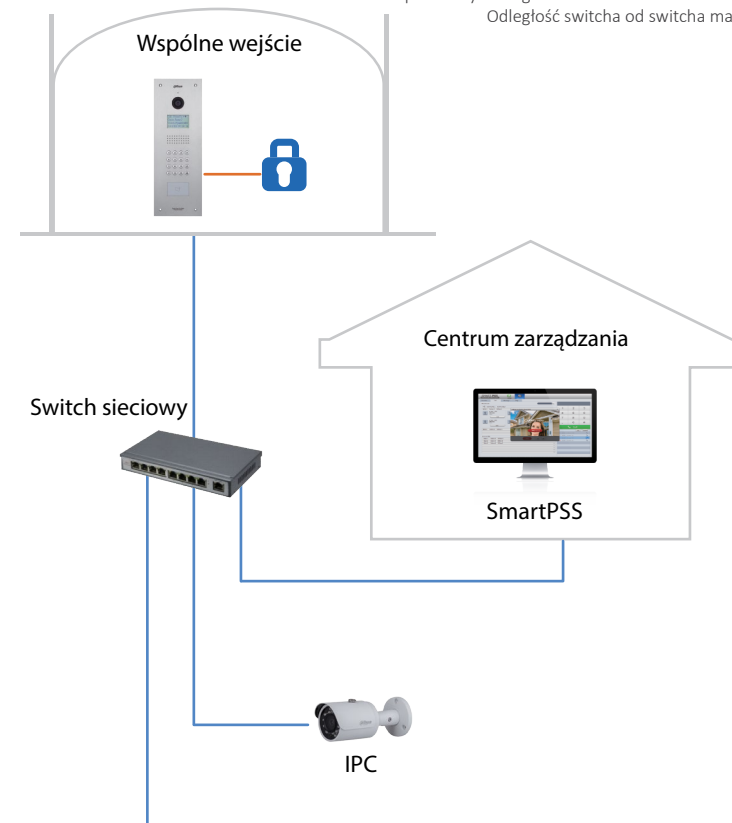 Odległość switcha od switcha ma
Wspólne wejście
Centrum zarządzania
Switch sieciowy
SmartPSS
IPC